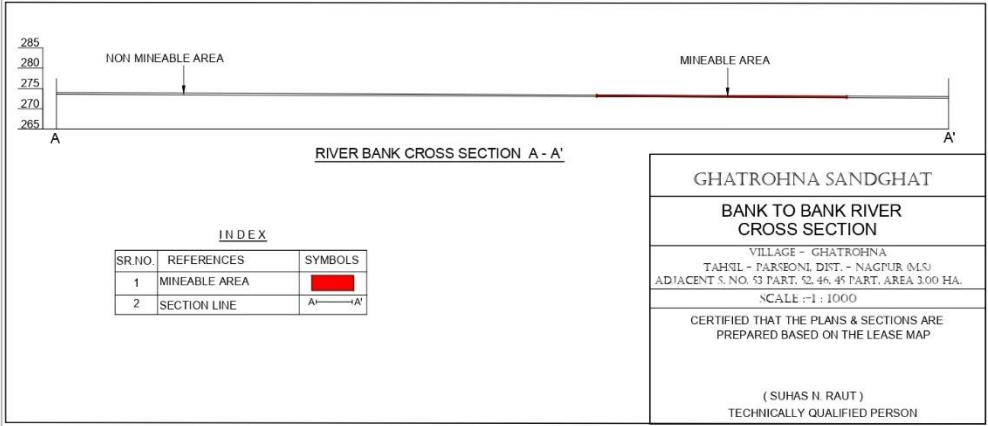 285
280
275
270
265
NON MINEABLE AREA
MINEABLE AREA
A
A'
RIVER BANK CROSS SECTION A - A'
INDEX
SR.NO. REFERENCES SYMBOLS
1 MINEABLE AREA
2 SECTION LINE A A'
GHATROHNA SANDGHAT
BANK TO BANK RIVER
CROSS SECTION
VILLAGE - GHATROHNA
TAHSIL - PARSEONI, DIST. - NAGPUR (M.S.)
ADJACENT S. NO. 53 PART, 52, 46, 45 PART, AREA 3.00 HA.
SCALE :-1 : 1000
CERTIFIED THAT THE PLANS & SECTIONS ARE
PREPARED BASED ON THE LEASE MAP
( SUHAS N. RAUT )
TECHNICALLY QUALIFIED PERSON